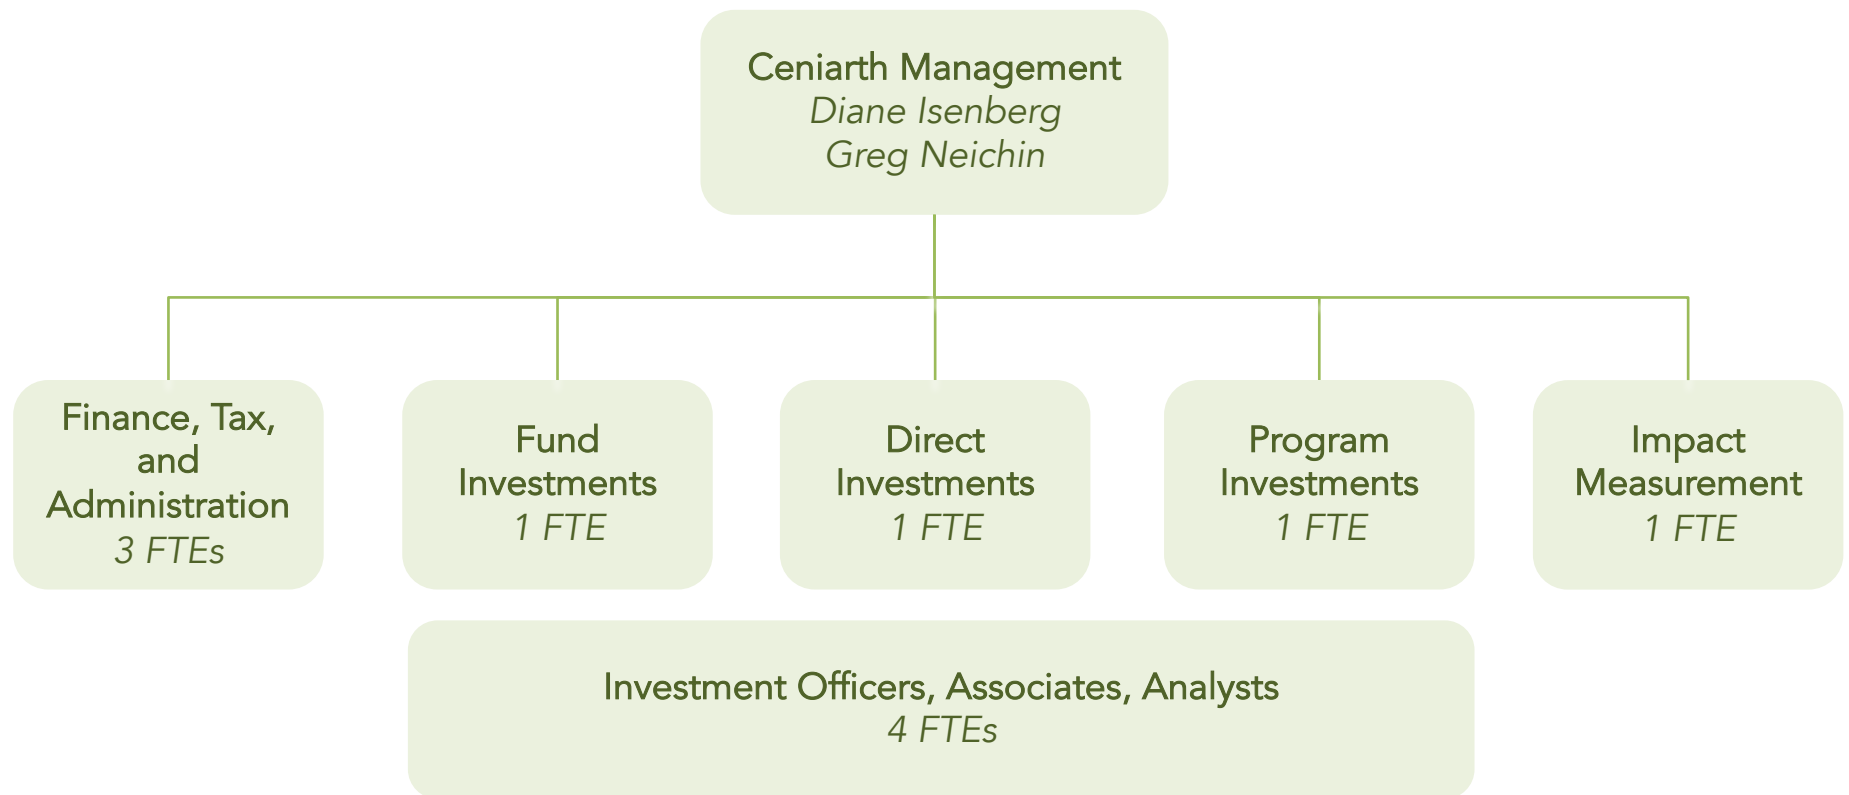 Ceniarth Management
Diane Isenberg
Greg Neichin
Finance, Tax,
and
Administration
3 FTEs
Fund
Investments
1 FTE
Direct
Investments
1 FTE
Program
Investments
1 FTE
Impact
Measurement
1 FTE
Investment Officers, Associates, Analysts
4 FTEs